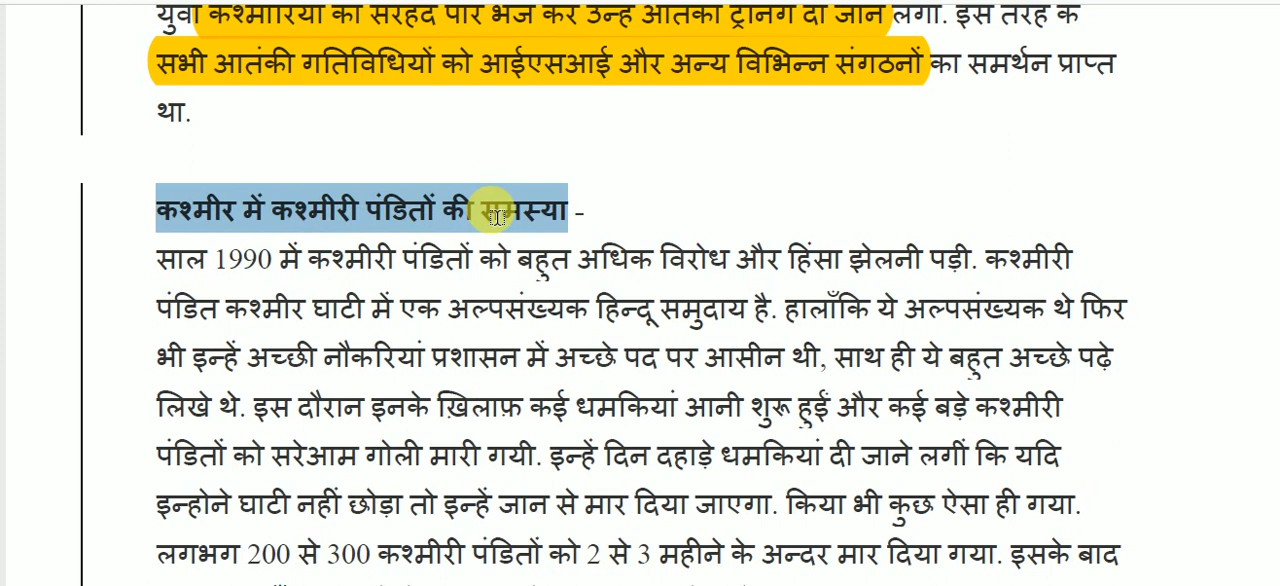 युवा कश्मीरियों को सरहद पार भेज कर उन्हें आतंकी ट्रेनिंग दी जाने लगी. इस तरह के
सभी आतंकी गतिविधियों को आईएसआई और अन्य विभिन्न संगठनों का समर्थन प्राप्त
था.
कश्मीर में कश्मीरी पंडितों की समस्या -
साल 1990 में कश्मीरी पंडितों को बहुत अधिक विरोध और हिंसा झेलनी पड़ी. कश्मीरी
पंडित कश्मीर घाटी में एक अल्पसंख्यक हिन्दू समुदाय है. हालाँकि ये अल्पसंख्यक थे फिर
भी इन्हें अच्छी नौकरियां प्रशासन में अच्छे पद पर आसीन थी, साथ ही ये बहुत अच्छे पढ़े
लिखे थे. इस दौरान इनके ख़िलाफ़ कई धमकियां आनी शुरू हुईं और कई बड़े कश्मीरी
पंडितों को सरेआम गोली मारी गयी. इन्हें दिन दहाड़े धमकियां दी जाने लगीं कि यदि
इन्होने घाटी नहीं छोड़ा तो इन्हें जान से मार दिया जाएगा. किया भी कुछ ऐसा ही गया.
लगभग 200 से 300 कश्मीरी पंडितों को 2 से 3 महीने के अन्दर मार दिया गया. इसके बाद